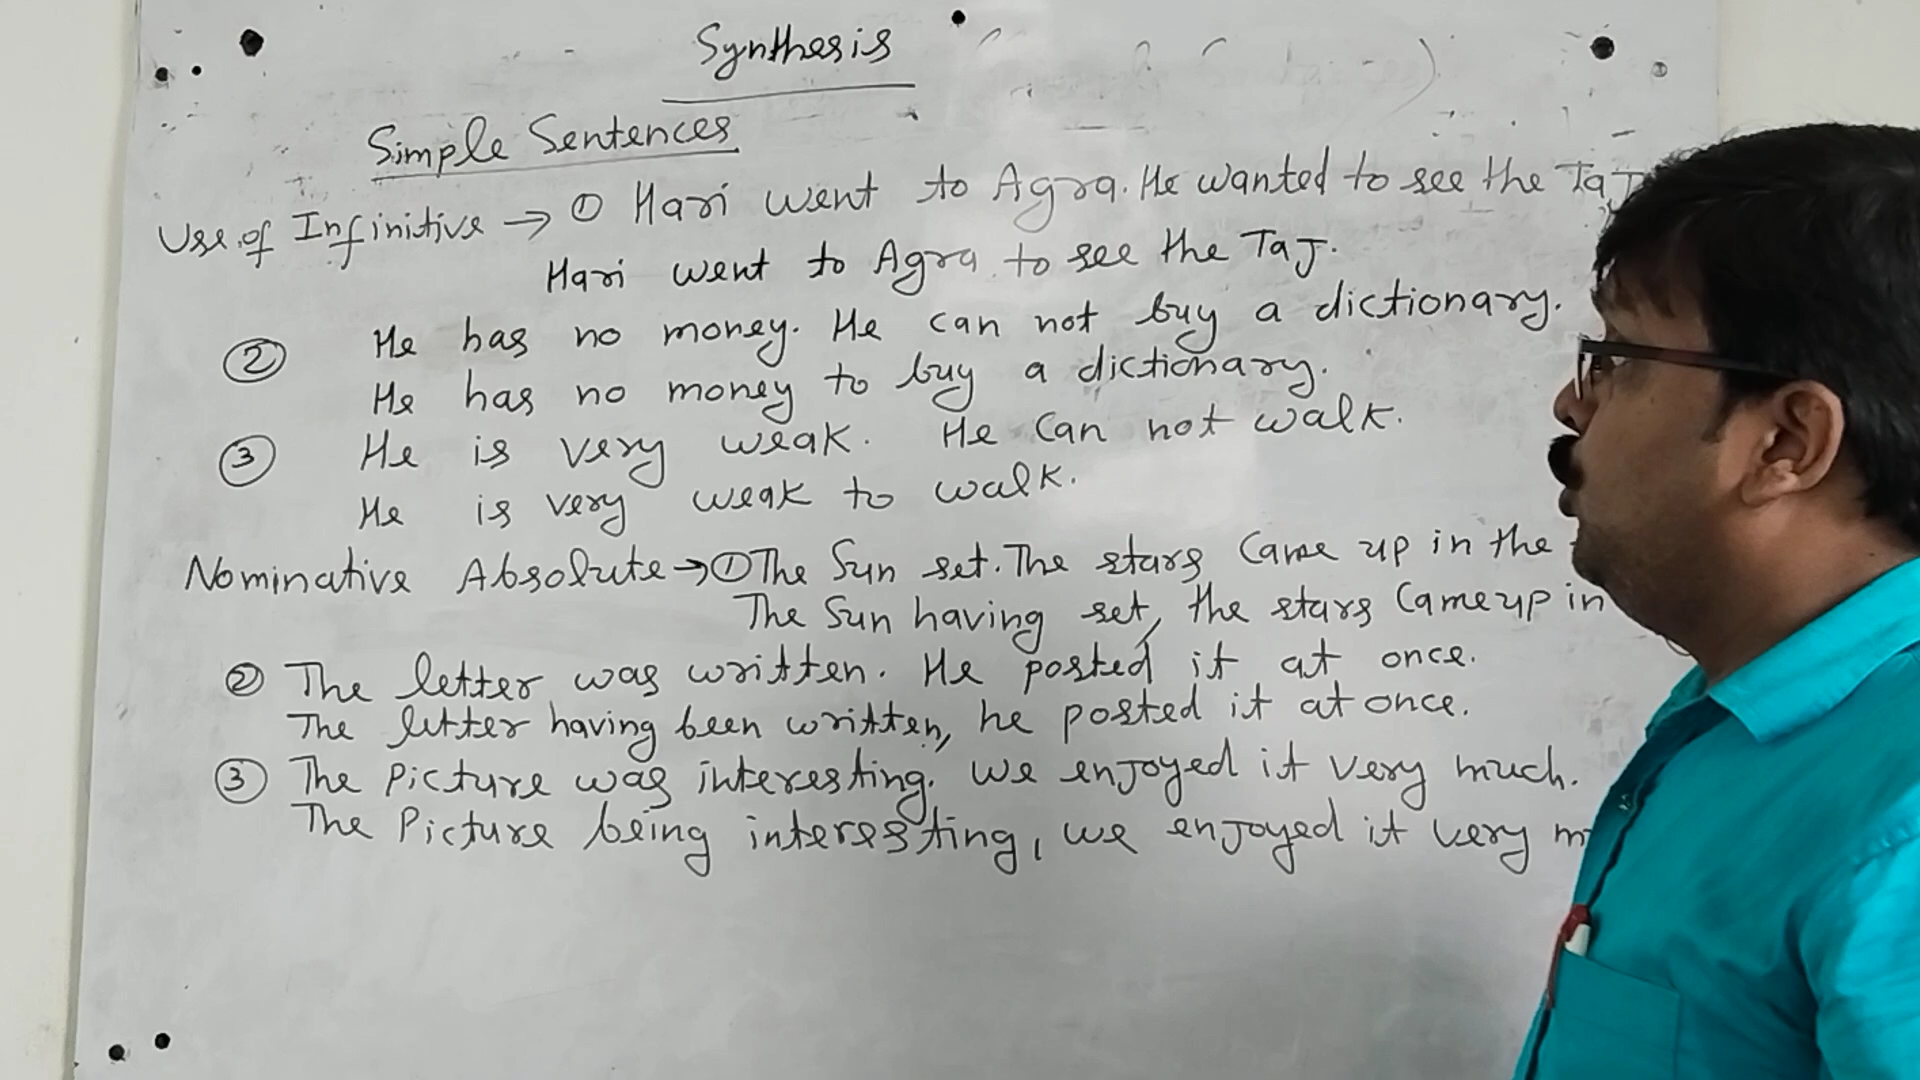 Synthesis
Simple Sentences
Use of Infinitive → ① Hari went to Agra. He wanted to see the Taj
Hari went to Agra to see the Taj.
② He has no money. He can not buy a dictionary.
He has no money to buy a dictionary.
③ He is very weak. He can not walk.
He is very weak to walk.
Nominative Absolute → ① The Sun set. The stars came up in the
The Sun having set, the stars came up in
② The letter was written. He posted it at once.
The letter having been written, he posted it at once.
③ The Picture was interesting. We enjoyed it very much.
The Picture being interesting, we enjoyed it very